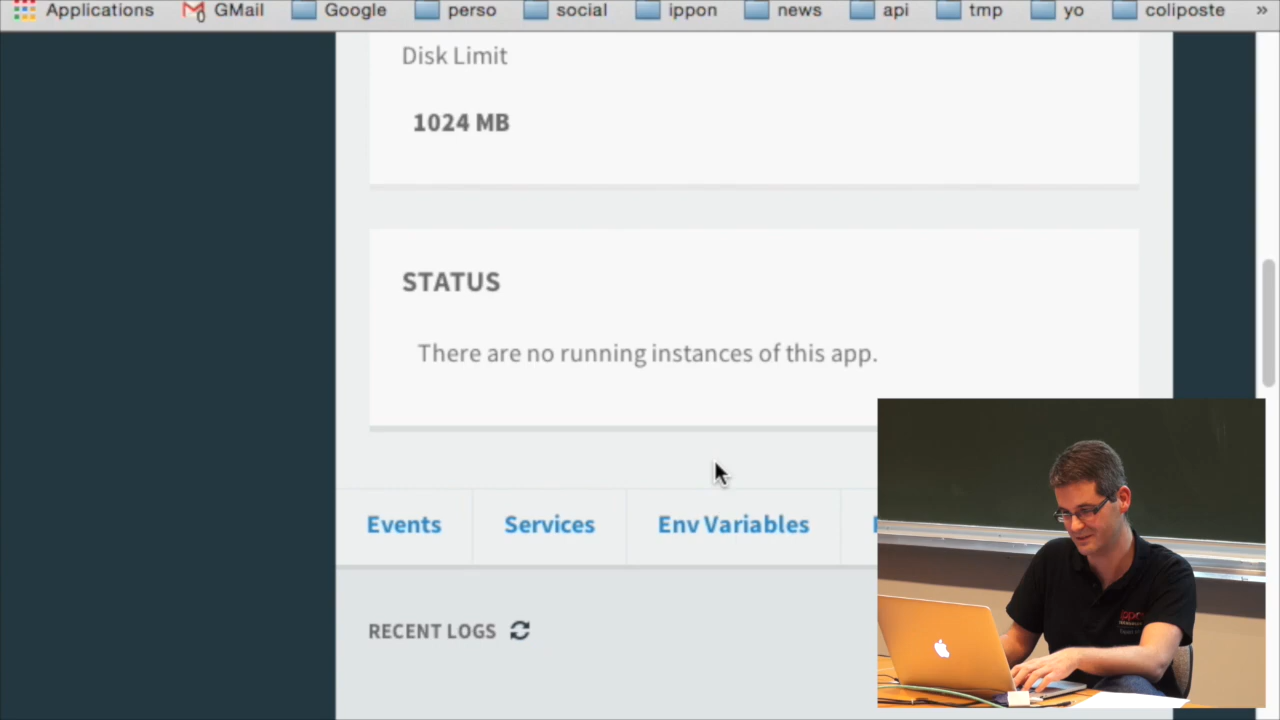 Applications GMail Google perso social ippon news api tmp yo coliposte »
Disk Limit
1024 MB
STATUS
There are no running instances of this app.
Events Services Env Variables
RECENT LOGS